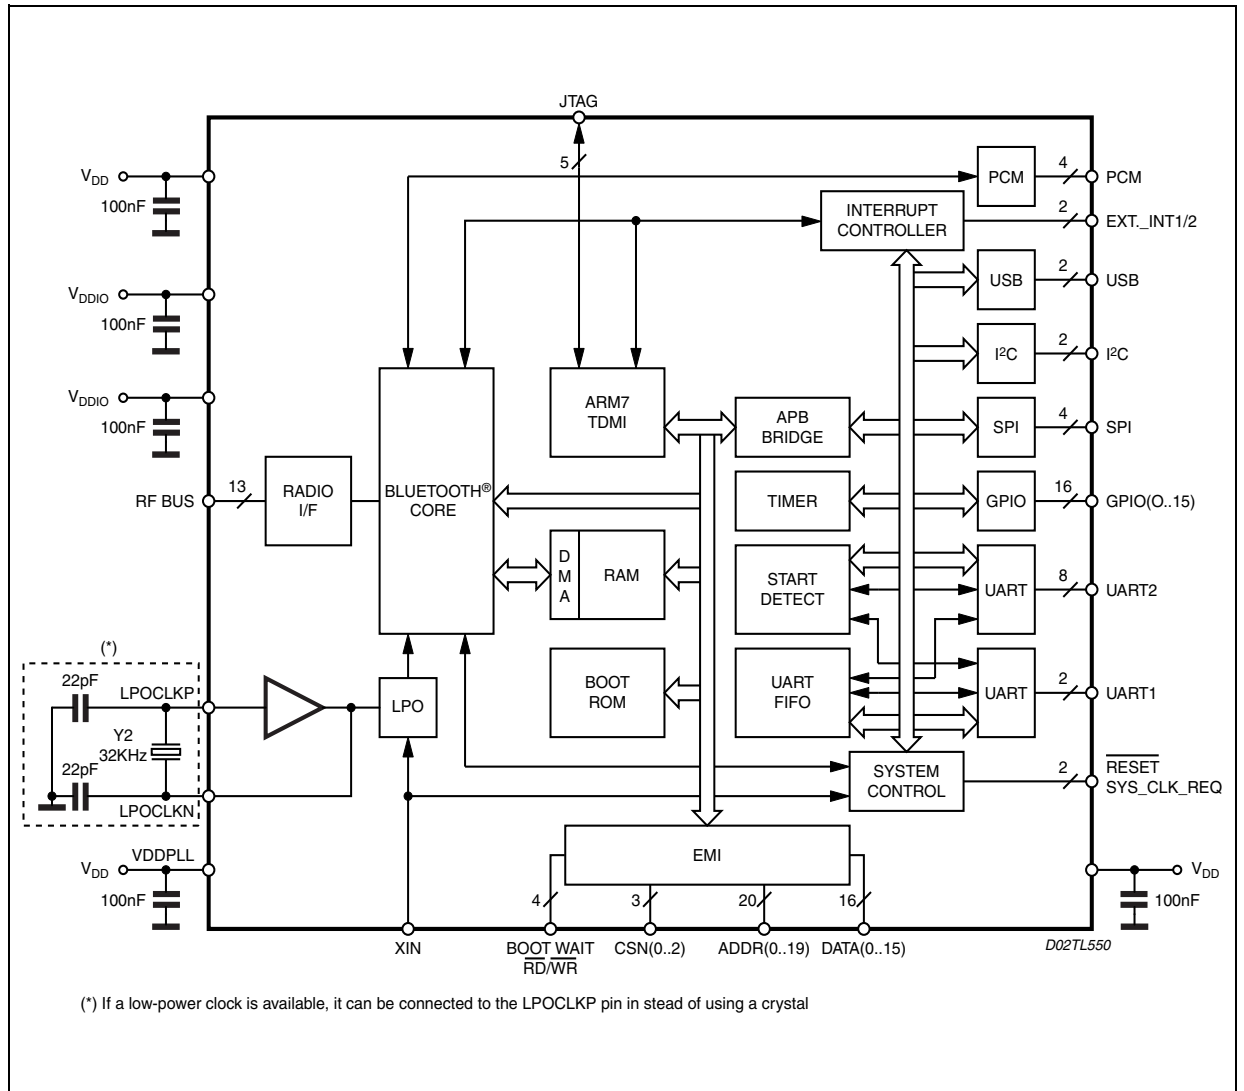 JTAG
5
V_DD
100nF
PCM
4
PCM
INTERRUPT
CONTROLLER
2
EXT._INT1/2
USB
2
USB
V_DDIO
100nF
I²C
2
I²C
V_DDIO
100nF
ARM7
TDMI
APB
BRIDGE
SPI
4
SPI
RF BUS
13
RADIO
I/F
BLUETOOTH®
CORE
TIMER
GPIO
16
GPIO(O..15)
D
M
A
RAM
START
DETECT
UART
8
UART2
(*)
22pF
LPOCLKP
Y2
32KHz
22pF
LPOCLKN
LPO
BOOT
ROM
UART
FIFO
UART
2
UART1
SYSTEM
CONTROL
2
RESET
SYS_CLK_REQ
V_DD
VDDPLL
100nF
EMI
4
3
20
16
V_DD
100nF
XIN
BOOT WAIT
RD/WR
CSN(0..2)
ADDR(0..19)
DATA(0..15)
D02TL550
(*) If a low-power clock is available, it can be connected to the LPOCLKP pin in stead of using a crystal